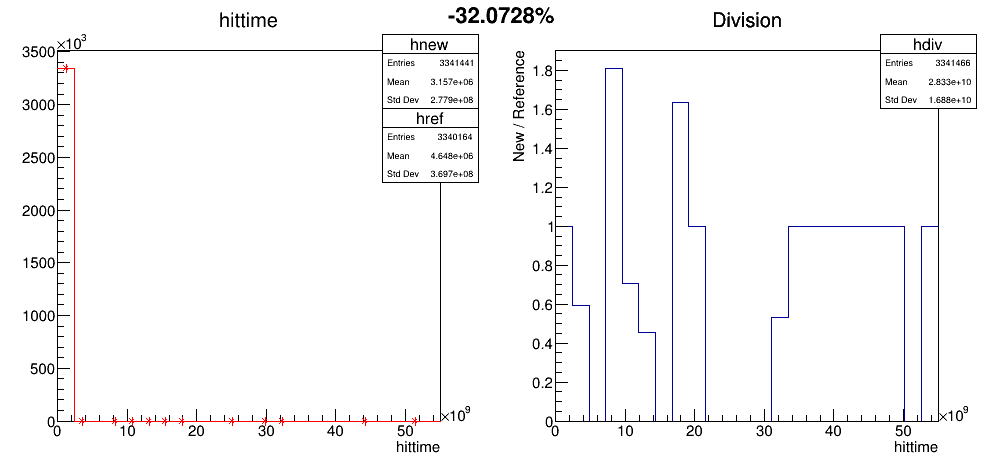 -32.0728%
hittime
×10³
3500
3000
2500
2000
1500
1000
500
0
0 10 20 30 40 50
×10⁹
hittime
hnew
Entries 3341441
Mean 3.157e+06
Std Dev 2.779e+08
href
Entries 3340164
Mean 4.648e+06
Std Dev 3.697e+08
Division
New / Reference
1.8
1.6
1.4
1.2
1
0.8
0.6
0.4
0.2
0
0 10 20 30 40 50
×10⁹
hittime
hdiv
Entries 3341466
Mean 2.833e+10
Std Dev 1.688e+10